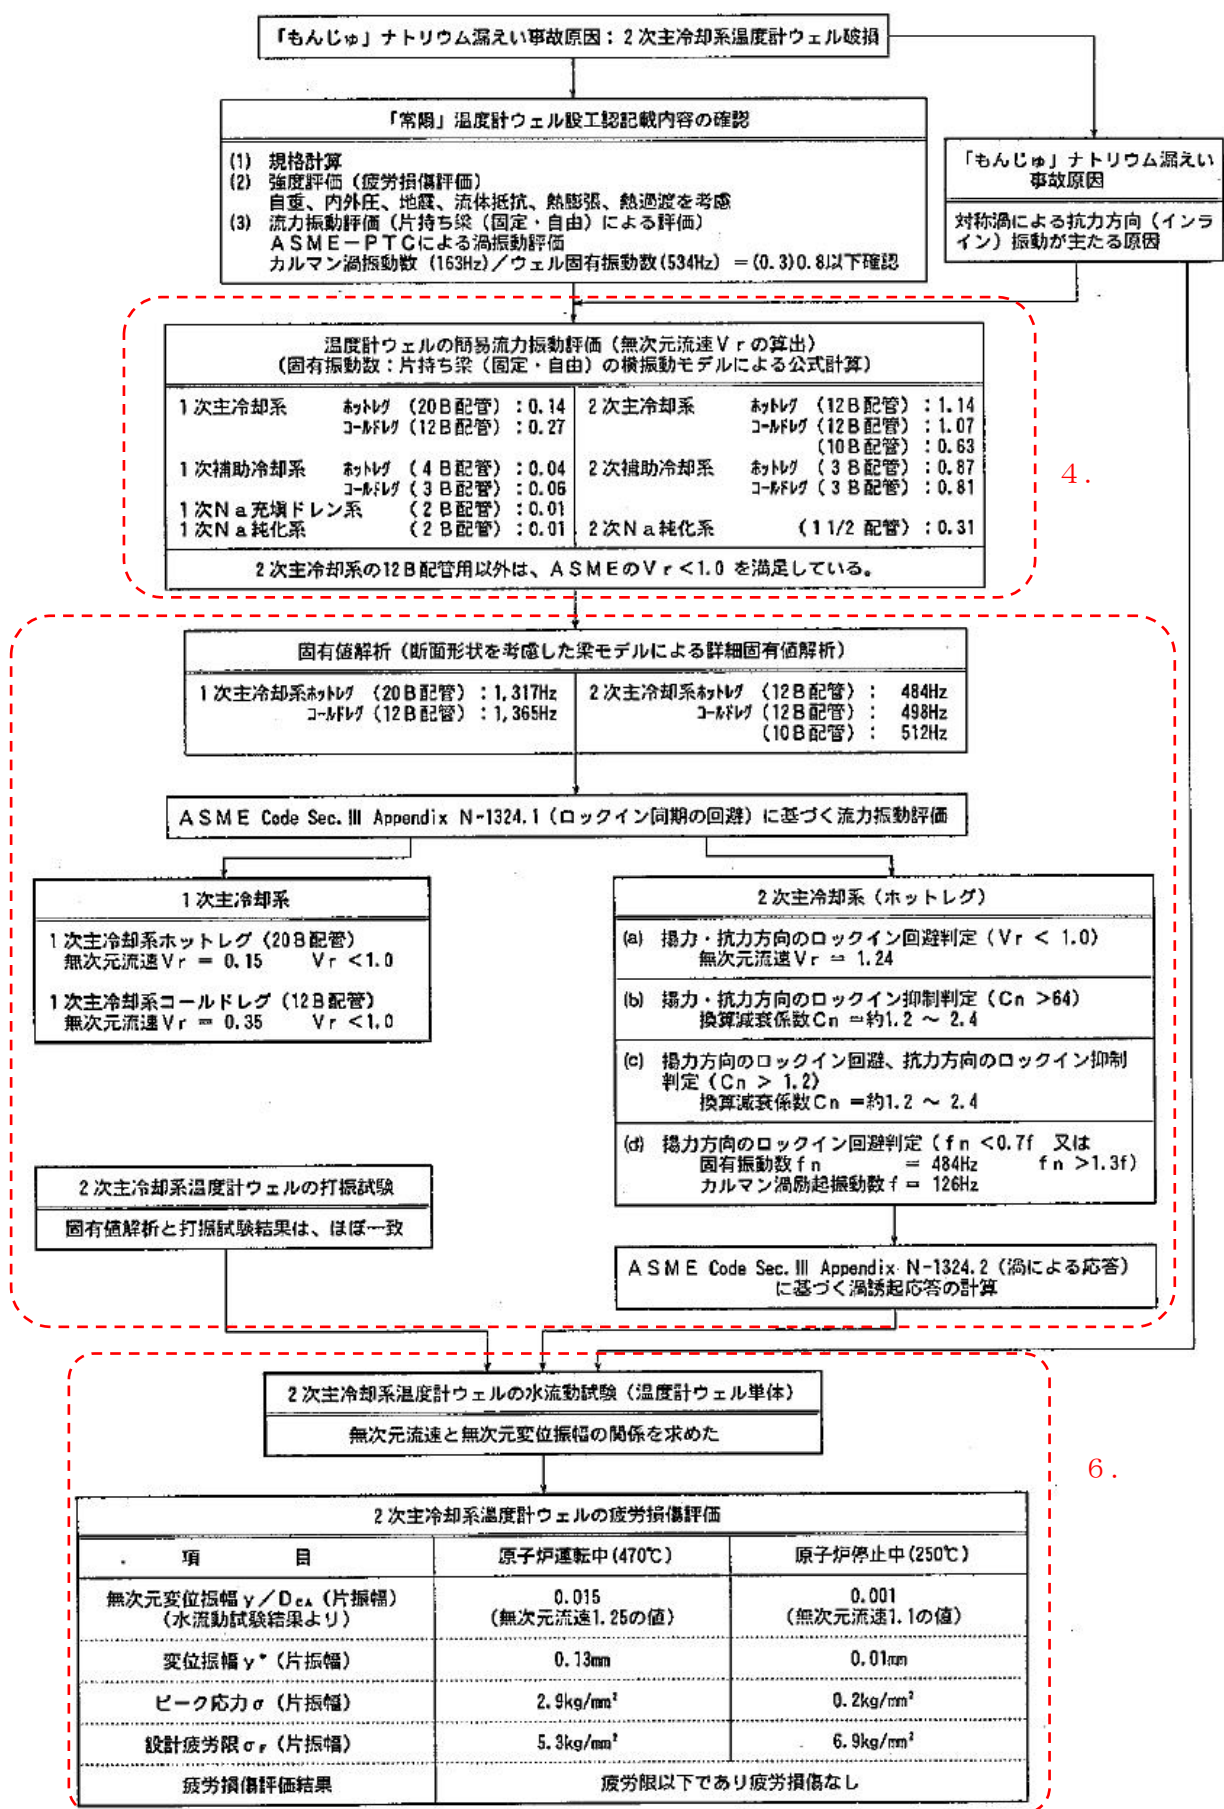 「もんじゅ」ナトリウム漏えい事故原因：２次主冷却系温度計ウェル破損
「常陽」温度計ウェル設工認記載内容の確認
(1) 規格計算
(2) 強度評価（疲労損傷評価）
自重、内外圧、地震、流体抵抗、熱膨張、熱過渡を考慮
(3) 流力振動評価（片持ち梁（固定・自由）による評価）
ＡＳＭＥ－ＰＴＣによる渦振動評価
カルマン渦振動数 (163Hz)／ウェル固有振動数(534Hz) ＝(0.3)0.8以下確認
「もんじゅ」ナトリウム漏えい
事故原因
対称渦による抗力方向（インラ
イン）振動が主たる原因
温度計ウェルの簡易流力振動評価（無次元流速Ｖｒの算出）
（固有振動数：片持ち梁（固定・自由）の横振動モデルによる公式計算）
１次主冷却系 ﾎｯﾄﾚｸﾞ （20Ｂ配管）：0.14
ｺｰﾙﾄﾞﾚｸﾞ（12Ｂ配管）：0.27
１次補助冷却系 ﾎｯﾄﾚｸﾞ （４Ｂ配管）：0.04
ｺｰﾙﾄﾞﾚｸﾞ（３Ｂ配管）：0.06
１次Ｎａ充填ドレン系 （２Ｂ配管）：0.01
１次Ｎａ純化系 （２Ｂ配管）：0.01
２次主冷却系 ﾎｯﾄﾚｸﾞ （12Ｂ配管）：1.14
ｺｰﾙﾄﾞﾚｸﾞ（12Ｂ配管）：1.07
（10Ｂ配管）：0.63
２次補助冷却系 ﾎｯﾄﾚｸﾞ （３Ｂ配管）：0.87
ｺｰﾙﾄﾞﾚｸﾞ（３Ｂ配管）：0.81
２次Ｎａ純化系 （1 1/2 配管）：0.31
２次主冷却系の12Ｂ配管用以外は、ＡＳＭＥのＶｒ＜1.0 を満足している。
４．
固有値解析（断面形状を考慮した梁モデルによる詳細固有値解析）
１次主冷却系ﾎｯﾄﾚｸﾞ （20Ｂ配管）：1,317Hz
ｺｰﾙﾄﾞﾚｸﾞ（12Ｂ配管）：1,365Hz
２次主冷却系ﾎｯﾄﾚｸﾞ （12Ｂ配管）： 484Hz
ｺｰﾙﾄﾞﾚｸﾞ（12Ｂ配管）： 498Hz
（10Ｂ配管）： 512Hz
ＡＳＭＥ Code Sec.Ⅲ Appendix N-1324.1（ロックイン同期の回避）に基づく流力振動評価
１次主冷却系
１次主冷却系ホットレグ（20Ｂ配管）
無次元流速Ｖｒ ＝ 0.15 Ｖｒ＜1.0
１次主冷却系コールドレグ（12Ｂ配管）
無次元流速Ｖｒ ＝ 0.35 Ｖｒ＜1.0
２次主冷却系（ホットレグ）
(a) 揚力・抗力方向のロックイン回避判定（Ｖｒ ＜ 1.0）
無次元流速Ｖｒ ＝ 1.24
(b) 揚力・抗力方向のロックイン抑制判定（Ｃｎ ＞64）
換算減衰係数Ｃｎ ＝約1.2 ～ 2.4
(c) 揚力方向のロックイン回避、抗力方向のロックイン抑制
判定（Ｃｎ ＞ 1.2）
換算減衰係数Ｃｎ ＝約1.2 ～ 2.4
(d) 揚力方向のロックイン回避判定（ｆｎ ＜0.7ｆ 又は
固有振動数ｆｎ ＝ 484Hz ｆｎ ＞1.3ｆ）
カルマン渦励起振動数ｆ＝ 126Hz
２次主冷却系温度計ウェルの打振試験
固有値解析と打振試験結果は、ほぼ一致
ＡＳＭＥ Code Sec.Ⅲ Appendix N-1324.2（渦による応答）
に基づく渦誘起応答の計算
２次主冷却系温度計ウェルの水流動試験（温度計ウェル単体）
無次元流速と無次元変位振幅の関係を求めた
６．
２次主冷却系温度計ウェルの疲労損傷評価
項 目 原子炉運転中(470℃) 原子炉停止中(250℃)
無次元変位振幅ｙ／ＤCA（片振幅） 0.015 0.001
（水流動試験結果より） （無次元流速1.25の値） （無次元流速1.1の値）
変位振幅ｙ*（片振幅） 0.13mm 0.01mm
ピーク応力σ（片振幅） 2.9kg/mm² 0.2kg/mm²
設計疲労限σF（片振幅） 5.3kg/mm² 6.9kg/mm²
疲労損傷評価結果 疲労限以下であり疲労損傷なし